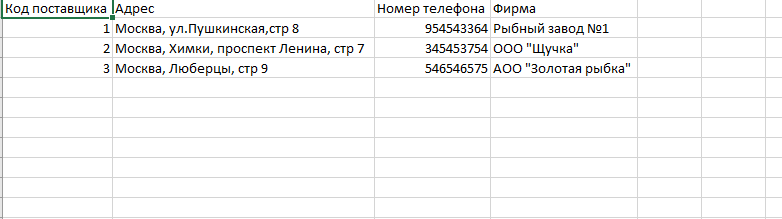 Код поставщика Адрес Номер телефона Фирма
1 Москва, ул.Пушкинская,стр 8 954543364 Рыбный завод №1
2 Москва, Химки, проспект Ленина, стр 7 345453754 ООО "Щучка"
3 Москва, Люберцы, стр 9 546546575 АОО "Золотая рыбка"